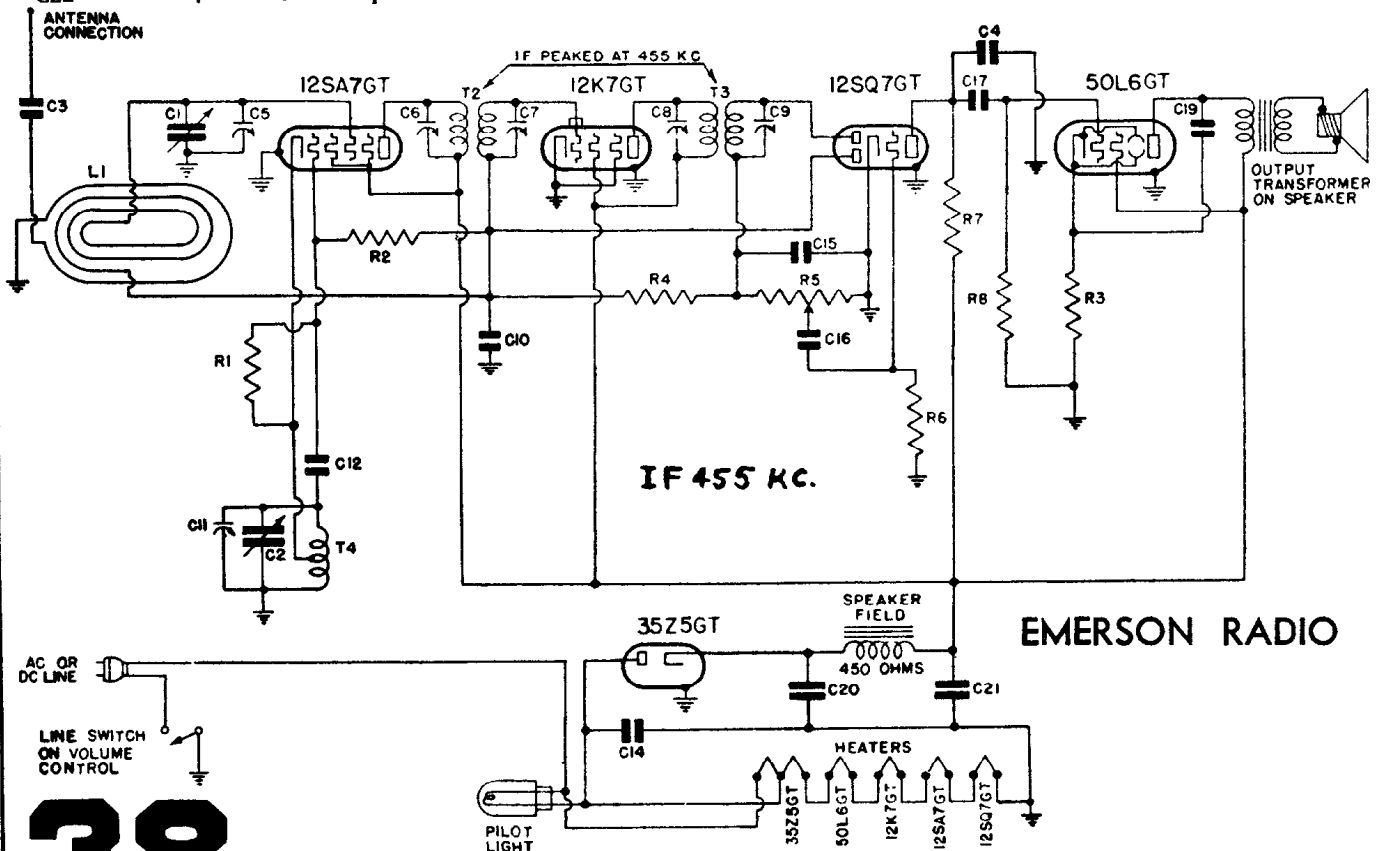 ANTENNA
CONNECTION
C3
L1
C1
C5
12SA7GT
C6
T2
IF PEAKED AT 455 KC
C7
12K7GT
C8
T3
C9
12SQ7GT
C4
C17
50L6GT
C19
OUTPUT
TRANSFORMER
ON SPEAKER
R2
R4
C15
R5
R7
R8
R3
C10
C16
R1
R6
C12
IF 455 KC.
C11
C2
T4
SPEAKER
FIELD
450 OHMS
35Z5GT
EMERSON RADIO
AC OR
DC LINE
C20
C21
LINE SWITCH
ON VOLUME
CONTROL
C14
HEATERS
35Z5GT
50L6GT
12K7GT
12SA7GT
12SQ7GT
PILOT
LIGHT